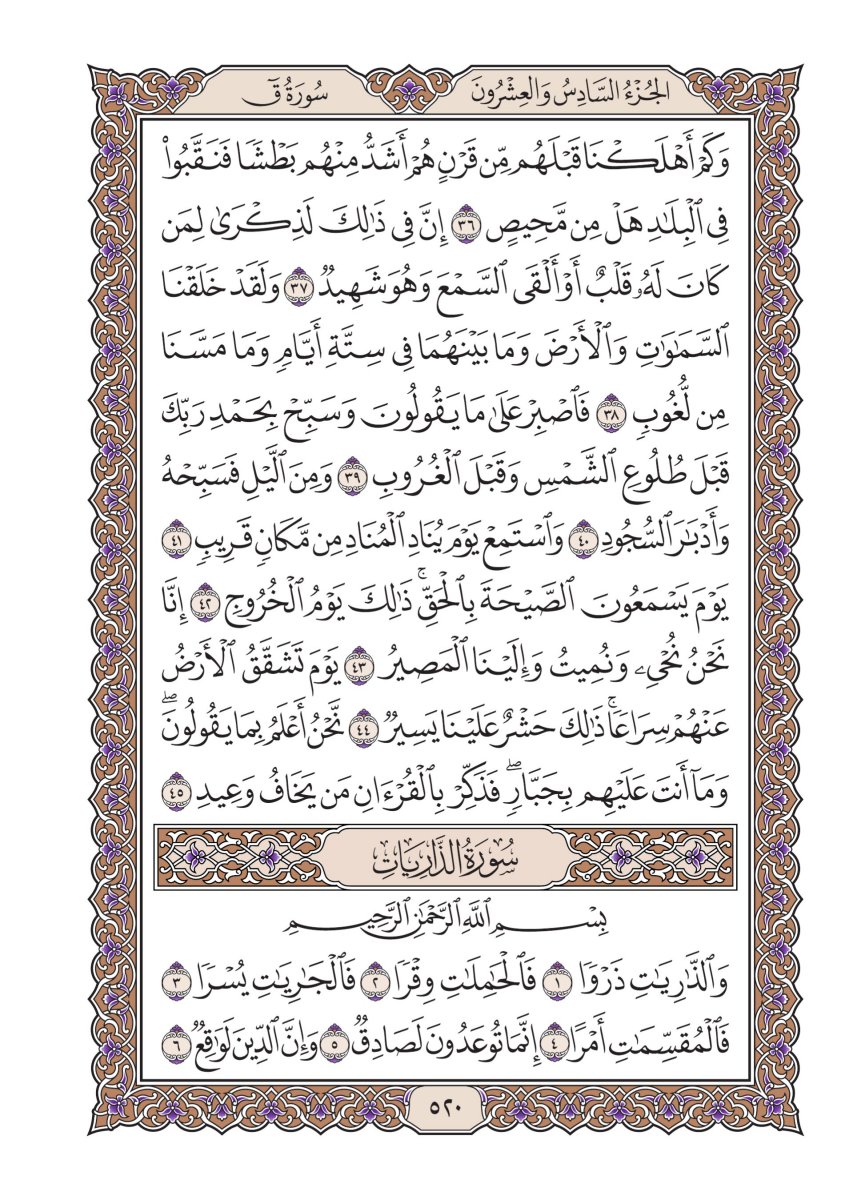 الجُزْءُ السَّادِسُ وَالعِشْرُونَ
سُورَةُ قٓ
وَكَمْ أَهْلَكْنَا قَبْلَهُم مِّن قَرْنٍ هُمْ أَشَدُّ مِنْهُم بَطْشًا فَنَقَّبُوا۟
فِى ٱلْبِلَٰدِ هَلْ مِن مَّحِيصٍ ٣٦ إِنَّ فِى ذَٰلِكَ لَذِكْرَىٰ لِمَن
كَانَ لَهُۥ قَلْبٌ أَوْ أَلْقَى ٱلسَّمْعَ وَهُوَ شَهِيدٌ ٣٧ وَلَقَدْ خَلَقْنَا
ٱلسَّمَٰوَٰتِ وَٱلْأَرْضَ وَمَا بَيْنَهُمَا فِى سِتَّةِ أَيَّامٍ وَمَا مَسَّنَا
مِن لُّغُوبٍ ٣٨ فَٱصْبِرْ عَلَىٰ مَا يَقُولُونَ وَسَبِّحْ بِحَمْدِ رَبِّكَ
قَبْلَ طُلُوعِ ٱلشَّمْسِ وَقَبْلَ ٱلْغُرُوبِ ٣٩ وَمِنَ ٱلَّيْلِ فَسَبِّحْهُ
وَأَدْبَٰرَ ٱلسُّجُودِ ٤٠ وَٱسْتَمِعْ يَوْمَ يُنَادِ ٱلْمُنَادِ مِن مَّكَانٍ قَرِيبٍ ٤١
يَوْمَ يَسْمَعُونَ ٱلصَّيْحَةَ بِٱلْحَقِّ ۚ ذَٰلِكَ يَوْمُ ٱلْخُرُوجِ ٤٢ إِنَّا
نَحْنُ نُحْىِۦ وَنُمِيتُ وَإِلَيْنَا ٱلْمَصِيرُ ٤٣ يَوْمَ تَشَقَّقُ ٱلْأَرْضُ
عَنْهُمْ سِرَاعًا ۚ ذَٰلِكَ حَشْرٌ عَلَيْنَا يَسِيرٌ ٤٤ نَّحْنُ أَعْلَمُ بِمَا يَقُولُونَ ۖ
وَمَآ أَنتَ عَلَيْهِم بِجَبَّارٍ ۖ فَذَكِّرْ بِٱلْقُرْءَانِ مَن يَخَافُ وَعِيدِ ٤٥
سُورَةُ الذَّارِيَاتِ
بِسْمِ ٱللَّهِ ٱلرَّحْمَٰنِ ٱلرَّحِيمِ
وَٱلذَّٰرِيَٰتِ ذَرْوًا ١ فَٱلْحَٰمِلَٰتِ وِقْرًا ٢ فَٱلْجَٰرِيَٰتِ يُسْرًا ٣
فَٱلْمُقَسِّمَٰتِ أَمْرًا ٤ إِنَّمَا تُوعَدُونَ لَصَادِقٌ ٥ وَإِنَّ ٱلدِّينَ لَوَٰقِعٌ ٦
٥٢٠